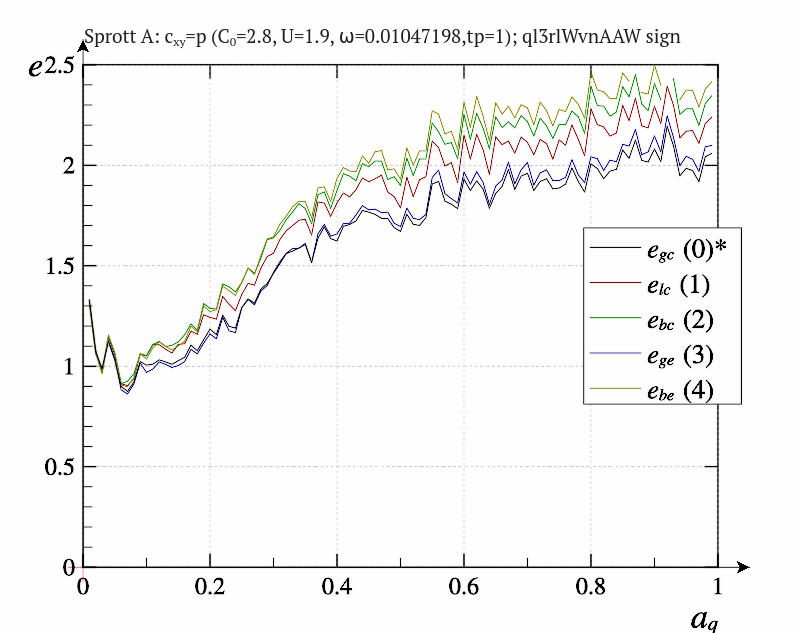 Sprott A: cxy=p (C0=2.8, U=1.9, ω=0.01047198,tp=1); ql3rlWvnAAW sign
e
2.5
2
1.5
1
0.5
0
egc (0)*
elc (1)
ebc (2)
ege (3)
ebe (4)
0 0.2 0.4 0.6 0.8 1
aq